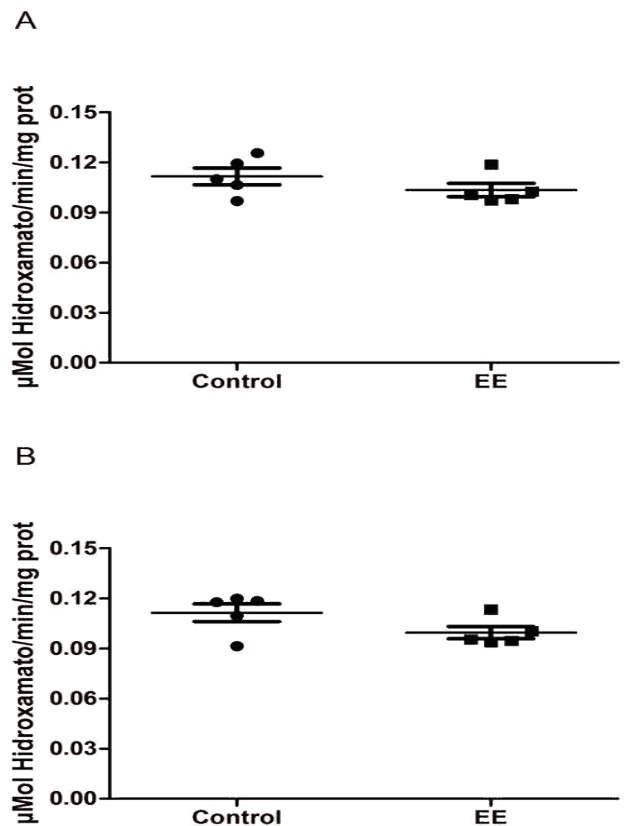 A
µMol Hidroxamato/min/mg prot
0.15
0.12
0.09
0.06
0.03
0.00
Control EE
B
µMol Hidroxamato/min/mg prot
0.15
0.12
0.09
0.06
0.03
0.00
Control EE